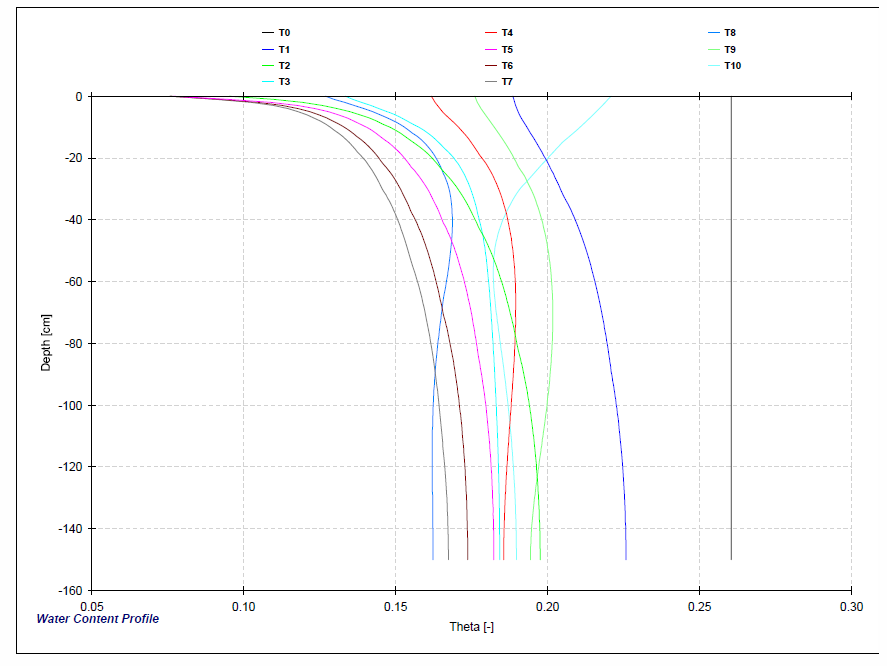 T0 T4 T8
T1 T5 T9
T2 T6 T10
T3 T7
0
-20
-40
-60
-80
-100
-120
-140
-160
Depth [cm]
0.05 0.10 0.15 0.20 0.25 0.30
Water Content Profile
Theta [-]